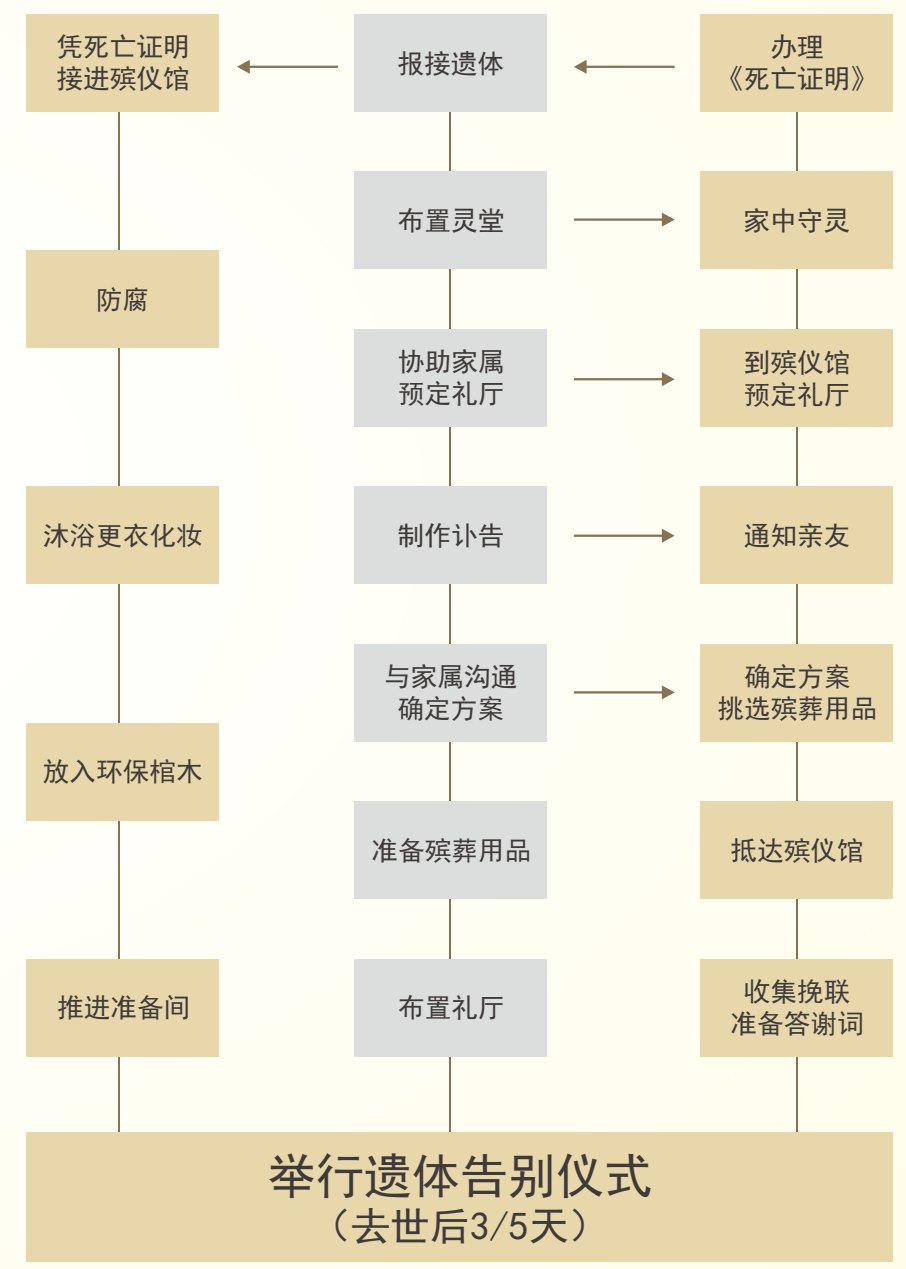 凭死亡证明
接进殡仪馆
报接遗体
办理
《死亡证明》
布置灵堂
家中守灵
防腐
协助家属
预定礼厅
到殡仪馆
预定礼厅
沐浴更衣化妆
制作讣告
通知亲友
与家属沟通
确定方案
确定方案
挑选殡葬用品
放入环保棺木
准备殡葬用品
抵达殡仪馆
推进准备间
布置礼厅
收集挽联
准备答谢词
举行遗体告别仪式
（去世后3/5天）